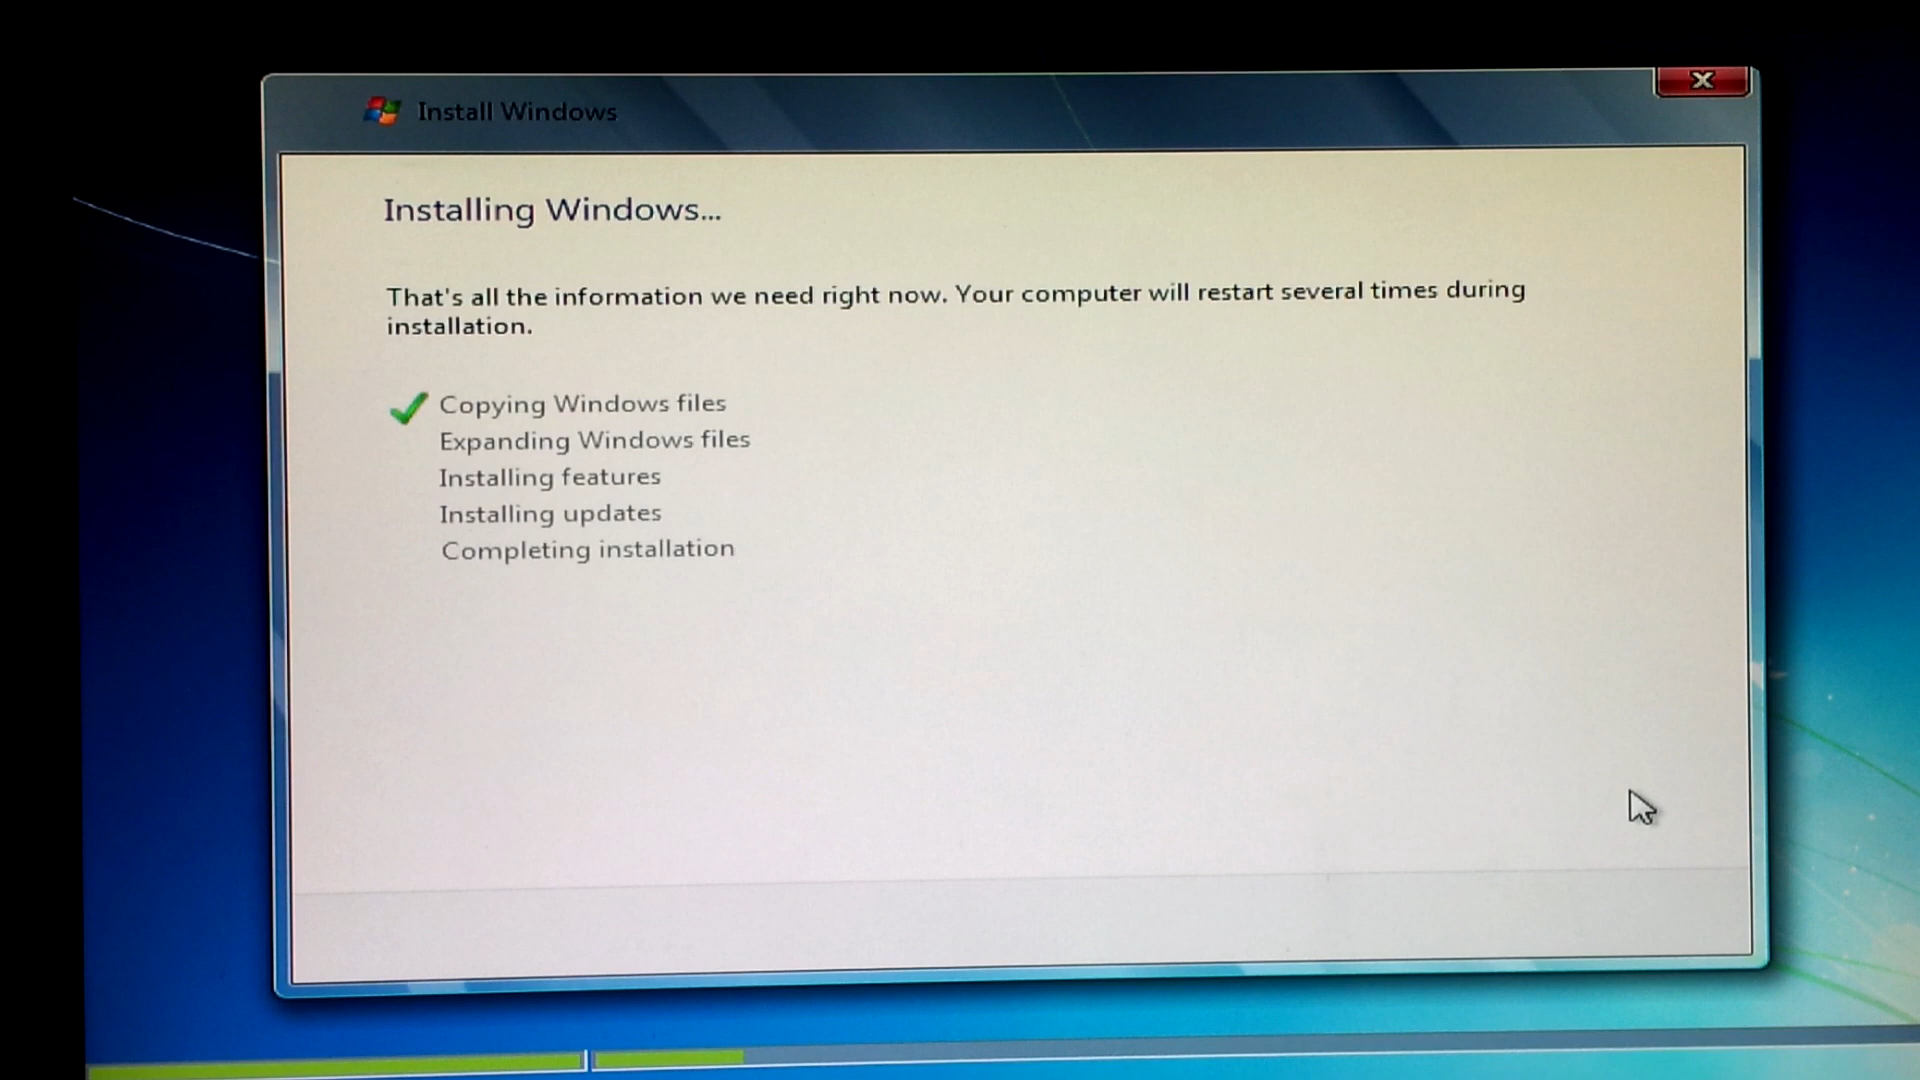 Install Windows
Installing Windows...
That's all the information we need right now. Your computer will restart several times during
installation.
Copying Windows files
Expanding Windows files
Installing features
Installing updates
Completing installation